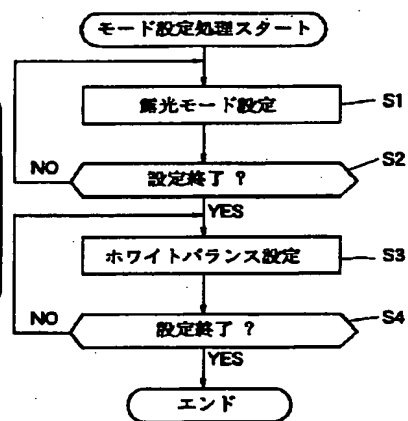 モード設定処理スタート
露光モード設定
S1
S2
NO
設定終了 ?
YES
ホワイトバランス設定
S3
S4
NO
設定終了 ?
YES
エンド